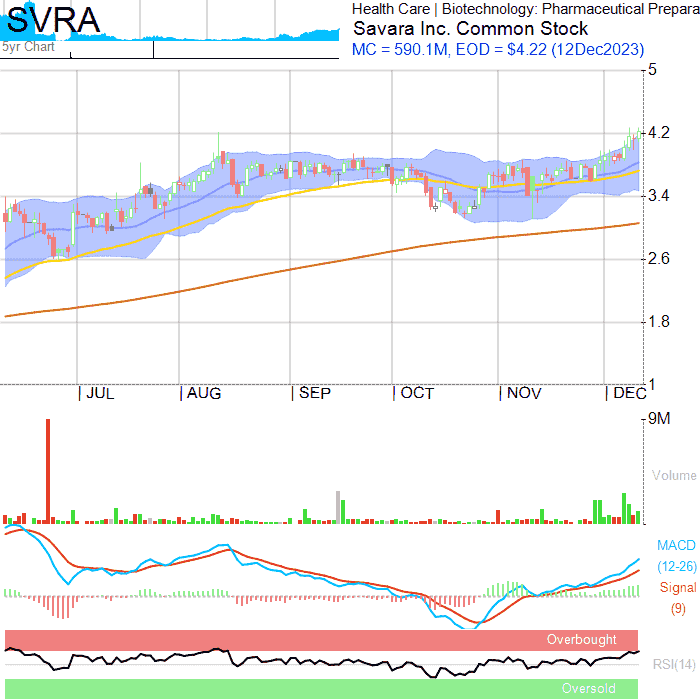 SVRA
5yr Chart
Health Care | Biotechnology: Pharmaceutical Prepara
Savara Inc. Common Stock
MC = 590.1M, EOD = $4.22 (12Dec2023)
5
4.2
3.4
2.6
1.8
1
JUL
AUG
SEP
OCT
NOV
DEC
9M
Volume
MACD
(12-26)
Signal
(9)
Overbought
RSI(14)
Oversold